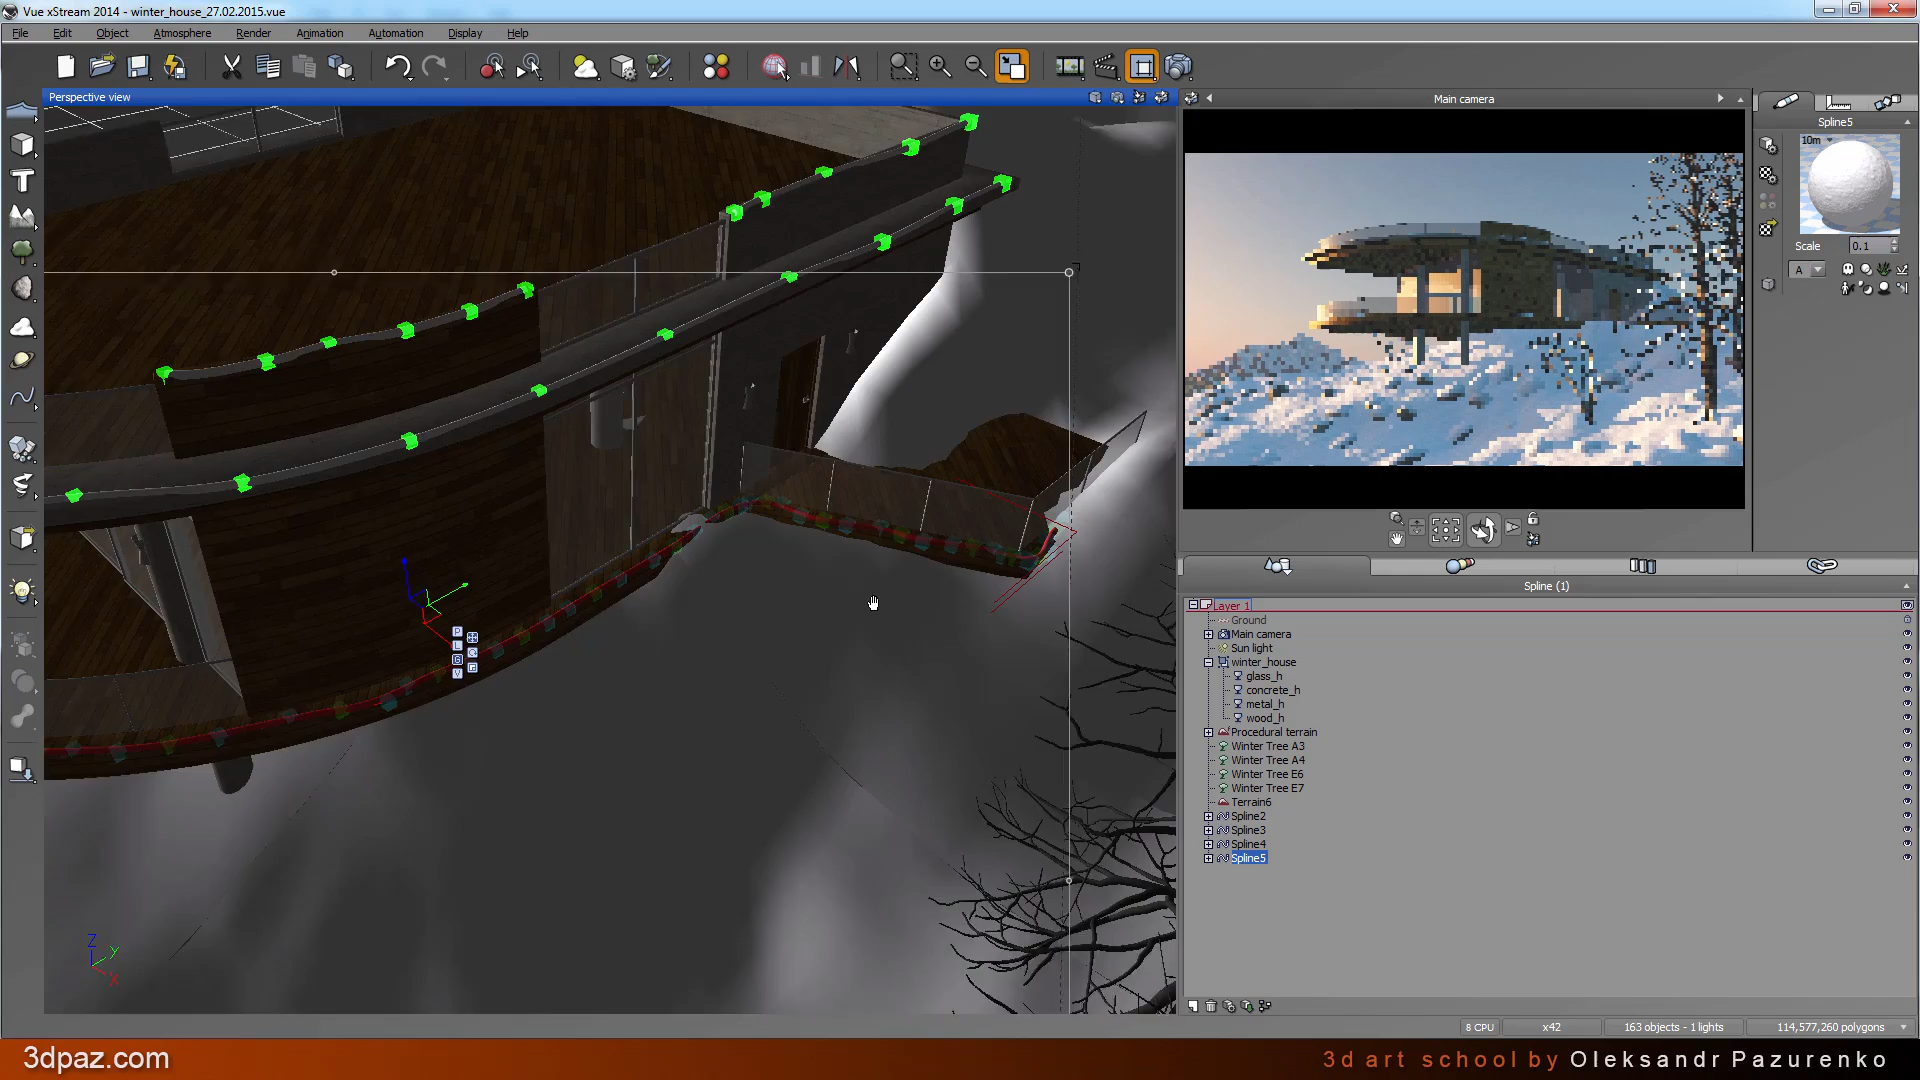 Vue xStream 2014 - winter_house_27.02.2015.vue
File Edit Object Atmosphere Render Animation Automation Display Help
Perspective view
Main camera
Spline5
10m
Scale 0.1
A
Spline (1)
Layer 1
Ground
Main camera
Sun light
winter_house
glass_h
concrete_h
metal_h
wood_h
Procedural terrain
Winter Tree A3
Winter Tree A4
Winter Tree E6
Winter Tree E7
Terrain6
Spline2
Spline3
Spline4
Spline5
P
L
G
V
Z
Y
X
8 CPU x42 163 objects - 1 lights 114,577,260 polygons
3dpaz.com
3d art school by Oleksandr Pazurenko